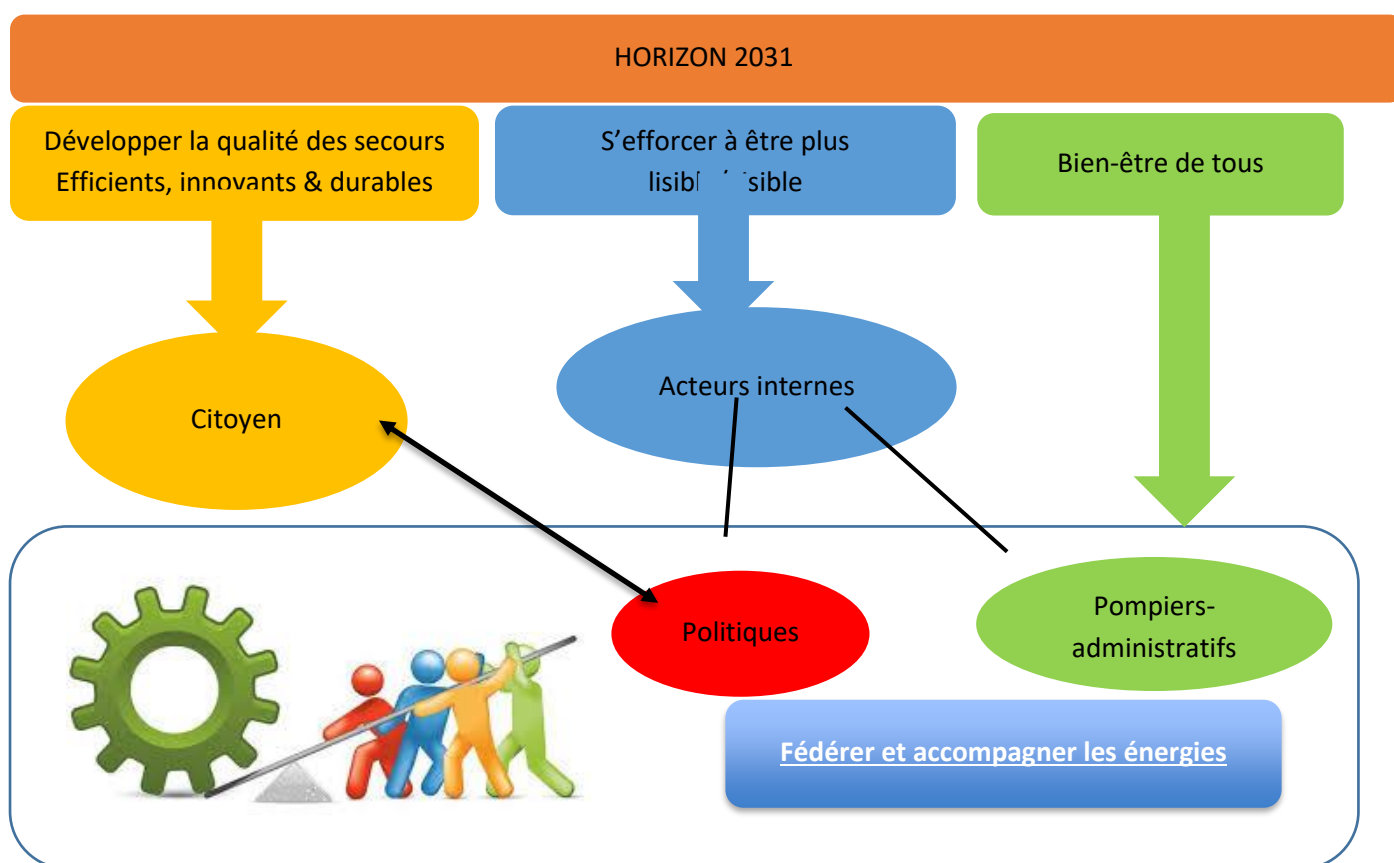 HORIZON 2031
Développer la qualité des secours
Efficients, innovants & durables
S'efforcer à être plus
Bien-être de tous
Citoyen
Acteurs internes
Politiques
Pompiers-
administratifs
Fédérer et accompagner les énergies